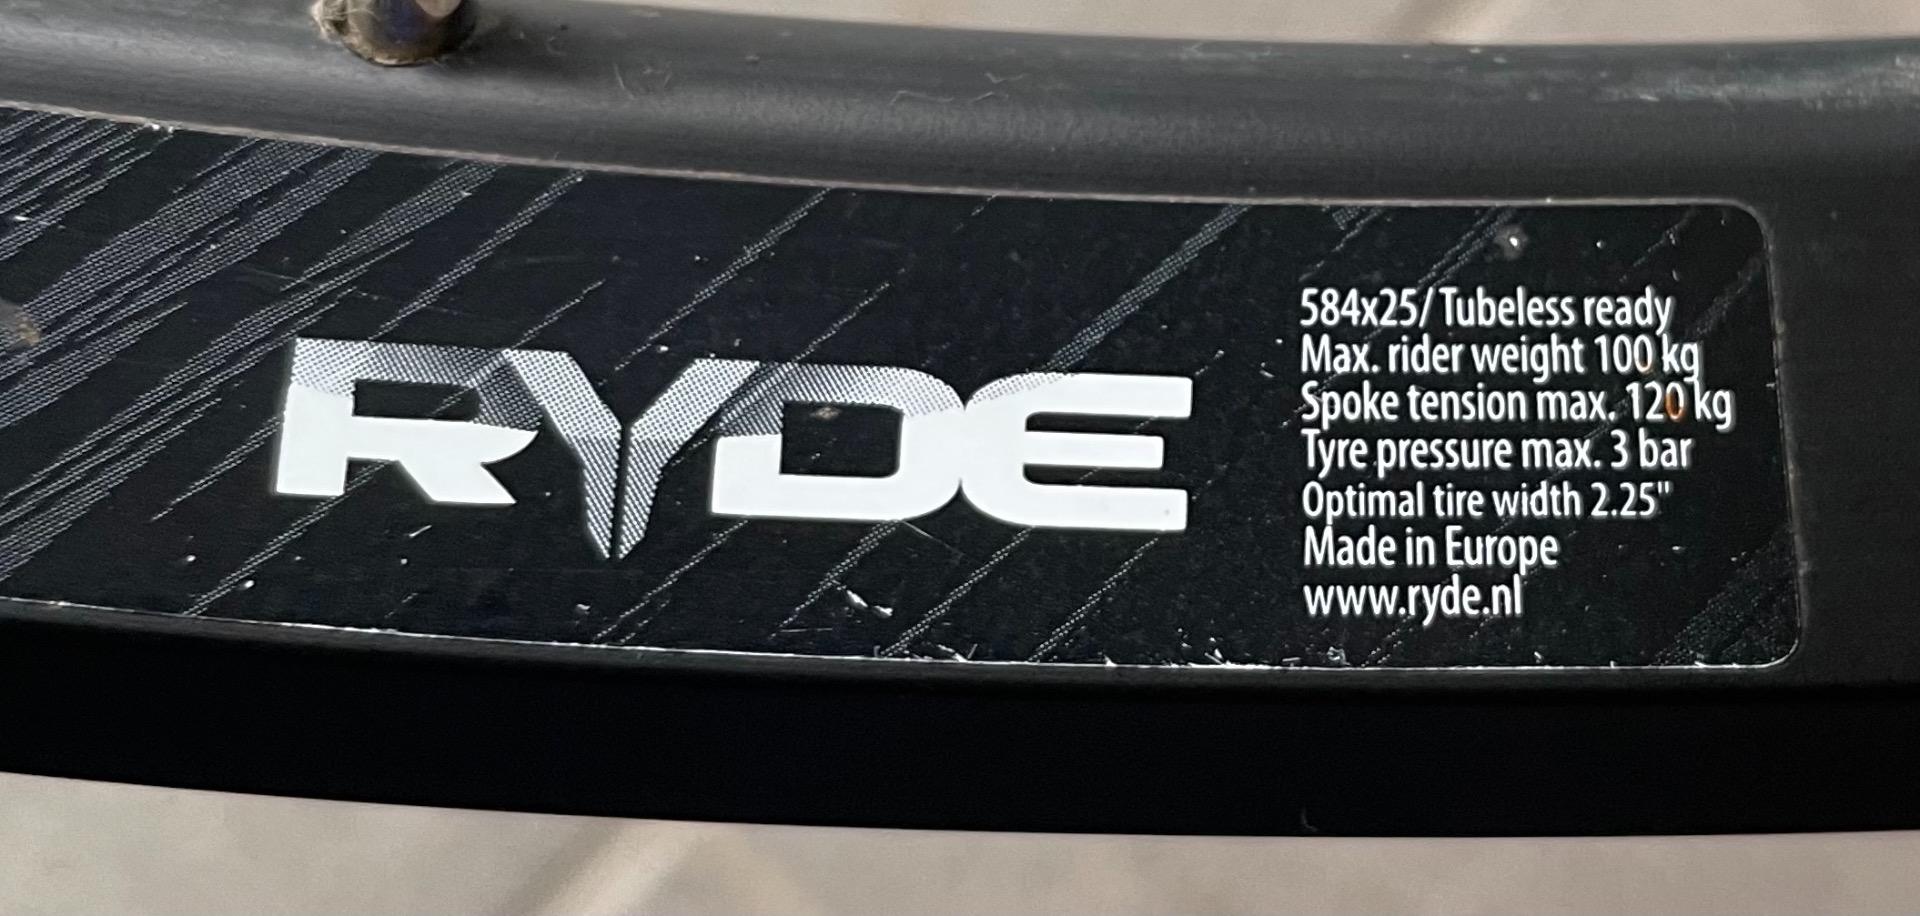 RYDE
584x25/ Tubeless ready
Max. rider weight 100 kg
Spoke tension max. 120 kg
Tyre pressure max. 3 bar
Optimal tire width 2.25"
Made in Europe
www.ryde.nl